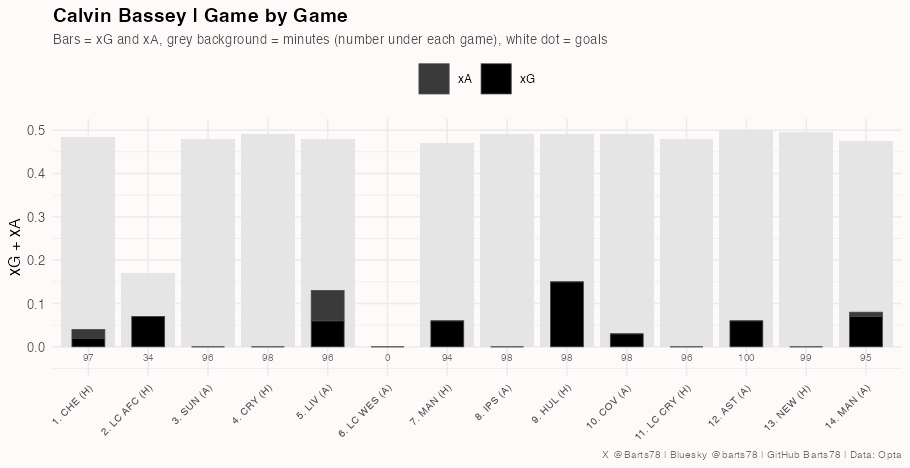 Calvin Bassey | Game by Game
Bars = xG and xA, grey background = minutes (number under each game), white dot = goals
xA xG
xG + xA
0.5
0.4
0.3
0.2
0.1
0.0
97 34 96 98 96 0 94 98 98 98 96 100 99 95
1. CHE (H)
2. LC AFC (H)
3. SUN (A)
4. CRY (H)
5. LIV (A)
6. LC WES (A)
7. MAN (H)
8. IPS (A)
9. HUL (H)
10. COV (A)
11. LC CRY (H)
12. AST (A)
13. NEW (H)
14. MAN (A)
X @Barts78 | Bluesky @barts78 | GitHub Barts78 | Data: Opta